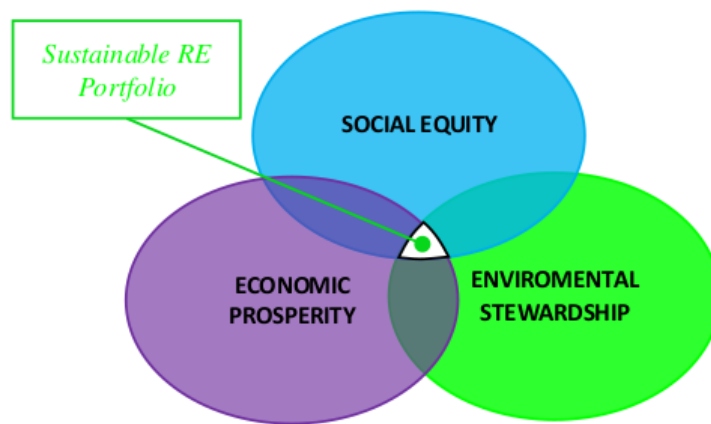 Sustainable RE
Portfolio
SOCIAL EQUITY
ECONOMIC
PROSPERITY
ENVIROMENTAL
STEWARDSHIP